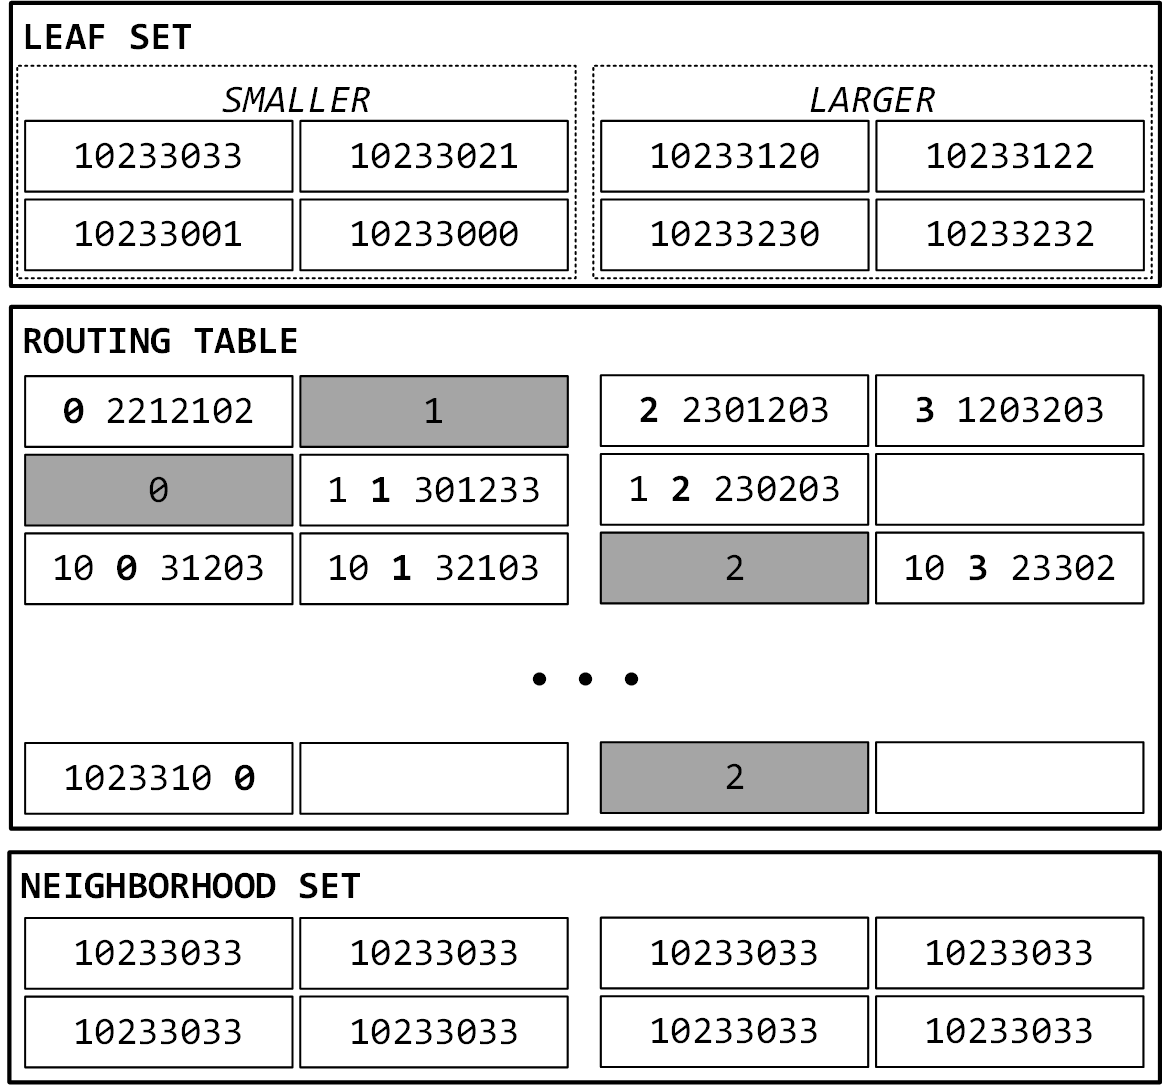 LEAF SET
SMALLER LARGER
10233033 10233021 10233120 10233122
10233001 10233000 10233230 10233232
ROUTING TABLE
0 2212102 1 2 2301203 3 1203203
0 1 1 301233 1 2 230203
10 0 31203 10 1 32103 2 10 3 23302
• • •
1023310 0 2
NEIGHBORHOOD SET
10233033 10233033 10233033 10233033
10233033 10233033 10233033 10233033